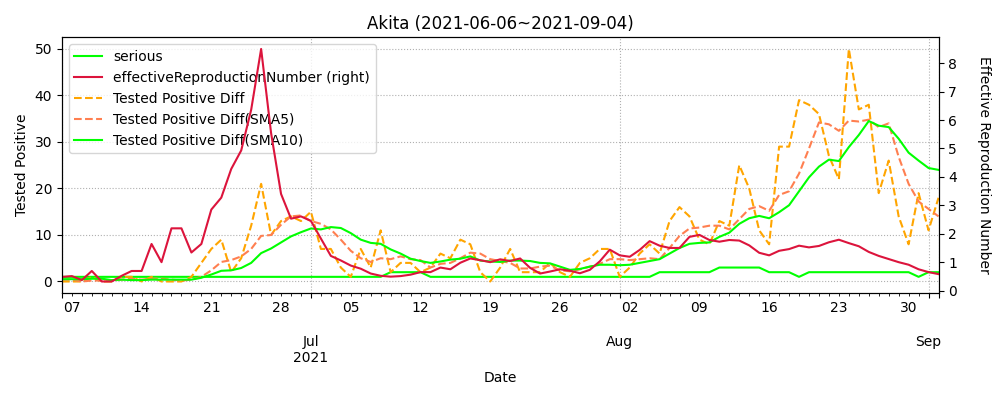 Akita (2021-06-06~2021-09-04)
serious
effectiveReproductionNumber (right)
Tested Positive Diff
Tested Positive Diff(SMA5)
Tested Positive Diff(SMA10)
Tested Positive
50
40
30
20
10
0
8
7
6
5
4
3
2
1
0
Effective Reproduction Number
07 14 21 28 05 12 19 26 02 09 16 23 30
Jul Aug Sep
2021
Date